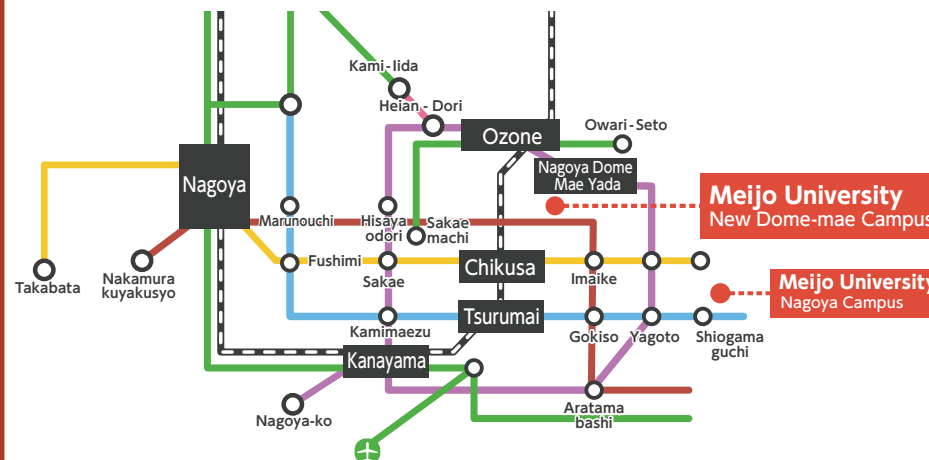 Kami-Iida
Heian - Dori
Ozone
Owari-Seto
Nagoya Dome
Mae Yada
Nagoya
Meijo University
New Dome-mae Campus
Marunouchi
Hisaya
odori
Sakae
machi
Takabata
Nakamura
kuyakusyo
Fushimi
Sakae
Chikusa
Imaike
Meijo University
Nagoya Campus
Kamimaezu
Tsurumai
Gokiso
Yagoto
Shiogama
guchi
Kanayama
Nagoya-ko
Aratama
bashi